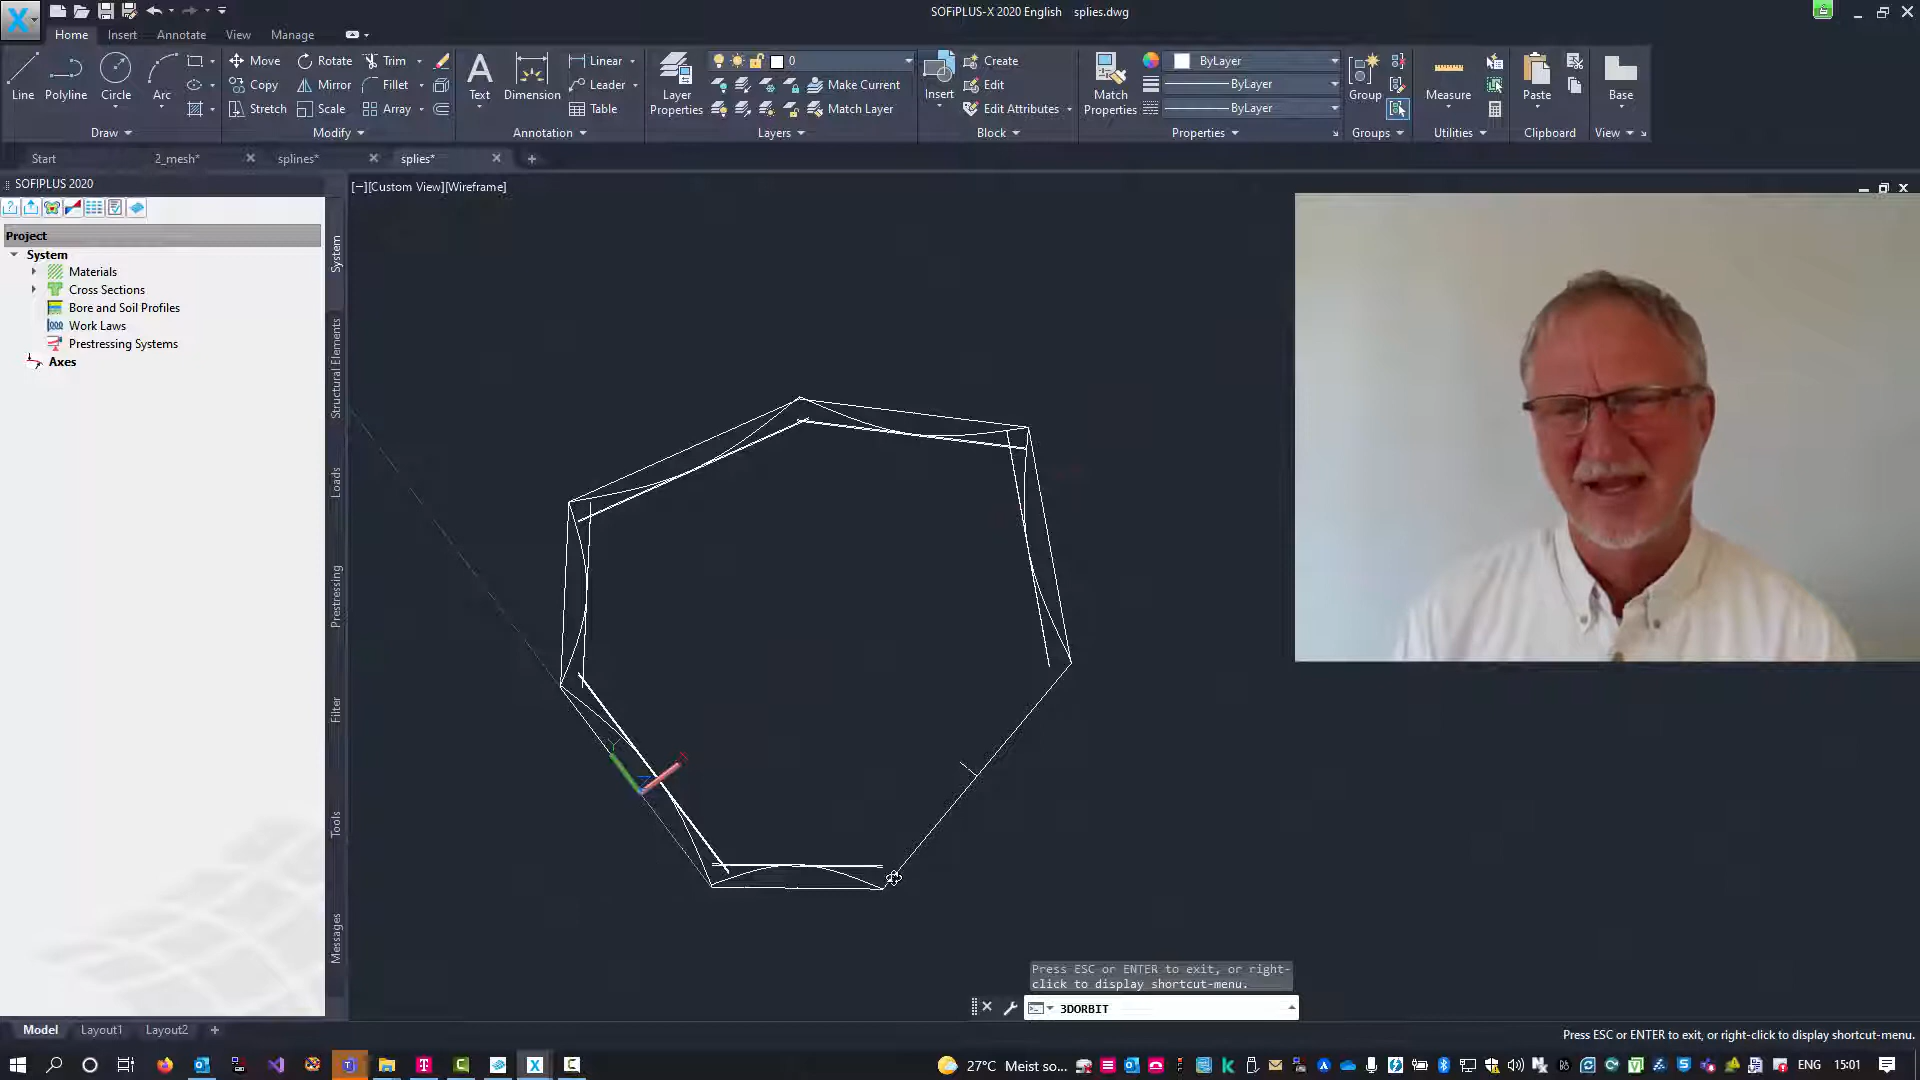 SOFiPLUS-X 2020 English splies.dwg
Home Insert Annotate View Manage
Line Polyline Circle Arc
Move Rotate Trim
Copy Mirror Fillet
Stretch Scale Array
Text Dimension
Linear
Leader
Table
Layer Properties
0
Make Current
Match Layer
Insert
Create
Edit
Edit Attributes
Match Properties
ByLayer
ByLayer
ByLayer
Group
Measure
Paste
Base
Draw Modify Annotation Layers Block Properties Groups Utilities Clipboard View
Start 2_mesh* splines* splies*
SOFIPLUS 2020
[−][Custom View][Wireframe]
Project
System
Materials
Cross Sections
Bore and Soil Profiles
Work Laws
Prestressing Systems
Axes
System
Structural Elements
Loads
Prestressing
Filter
Tools
Messages
Y
X
Z
Press ESC or ENTER to exit, or right-
click to display shortcut-menu.
3DORBIT
Model Layout1 Layout2
Press ESC or ENTER to exit, or right-click to display shortcut-menu.
27°C Meist so...
ENG 15:01